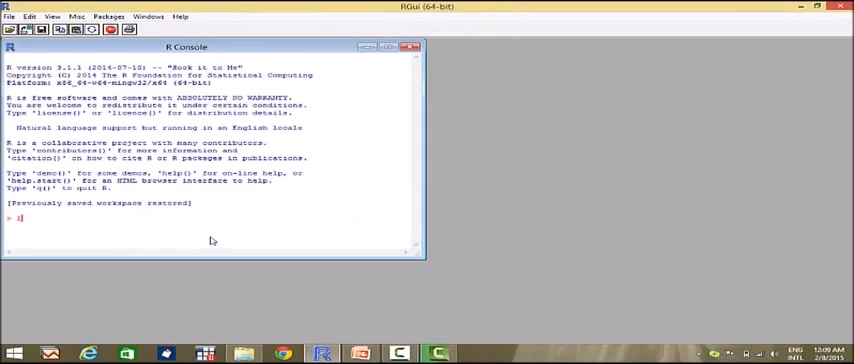 RGui (64-bit)
File Edit View Misc Packages Windows Help
R Console
R version 3.1.1 (2014-07-10) -- "Sock it to Me"
Copyright (C) 2014 The R Foundation for Statistical Computing
Platform: x86_64-w64-mingw32/x64 (64-bit)
R is free software and comes with ABSOLUTELY NO WARRANTY.
You are welcome to redistribute it under certain conditions.
Type 'license()' or 'licence()' for distribution details.
Natural language support but running in an English locale
R is a collaborative project with many contributors.
Type 'contributors()' for more information and
'citation()' on how to cite R or R packages in publications.
Type 'demo()' for some demos, 'help()' for on-line help, or
'help.start()' for an HTML browser interface to help.
Type 'q()' to quit R.
[Previously saved workspace restored]
>
ENG 12:09 AM
INTL 2/8/2015